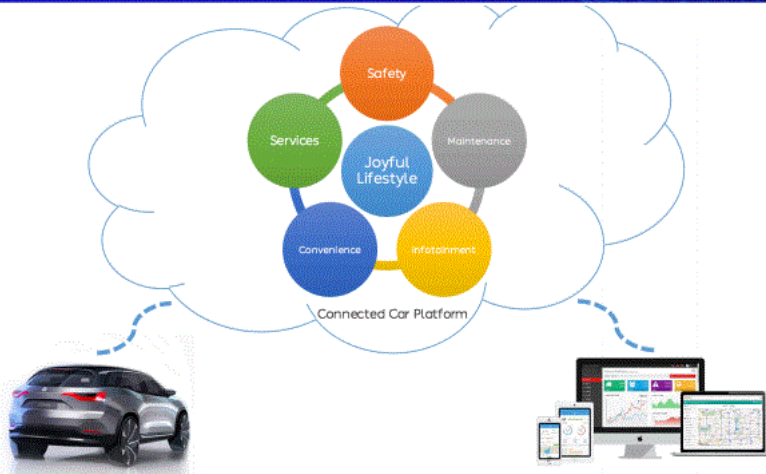 Safety
Services
Maintenance
Joyful
Lifestyle
Convenience
Infotainment
Connected Car Platform